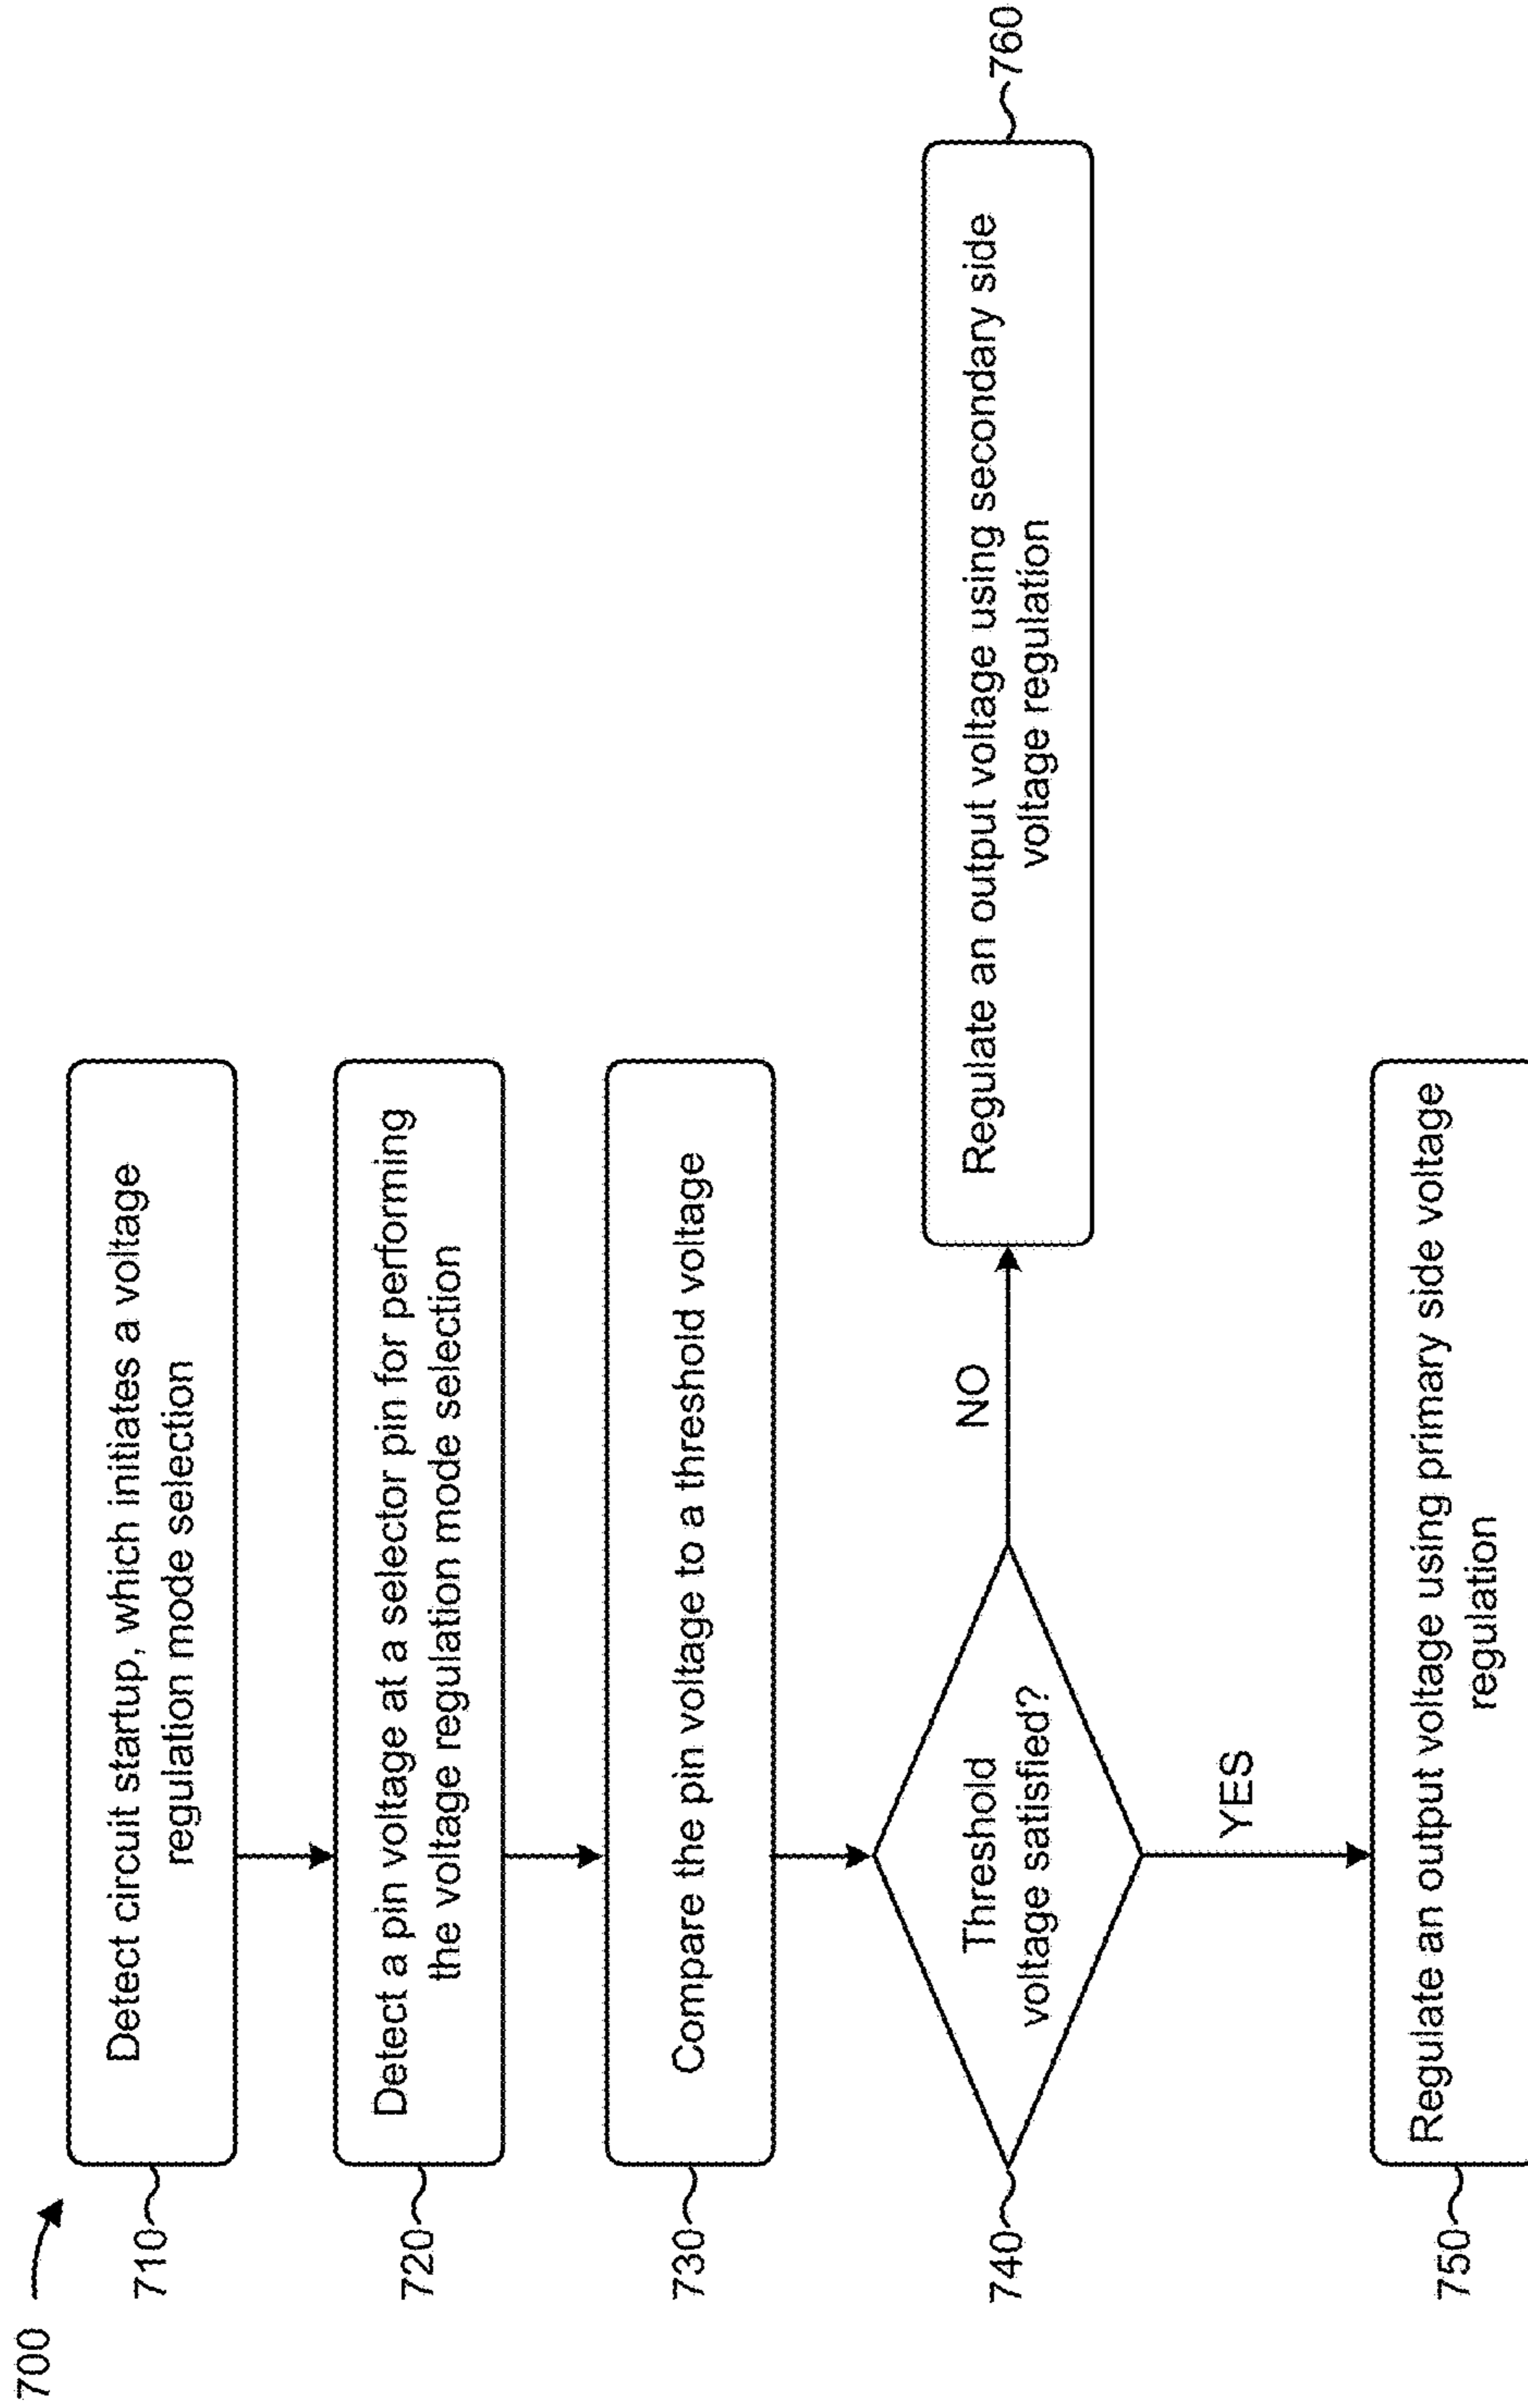 700
710
Detect circuit startup, which initiates a voltage
regulation mode selection
720
Detect a pin voltage at a selector pin for performing
the voltage regulation mode selection
730
Compare the pin voltage to a threshold voltage
740
Threshold
voltage satisfied?
NO
Regulate an output voltage using secondary side
voltage regulation
760
YES
750
Regulate an output voltage using primary side voltage
regulation